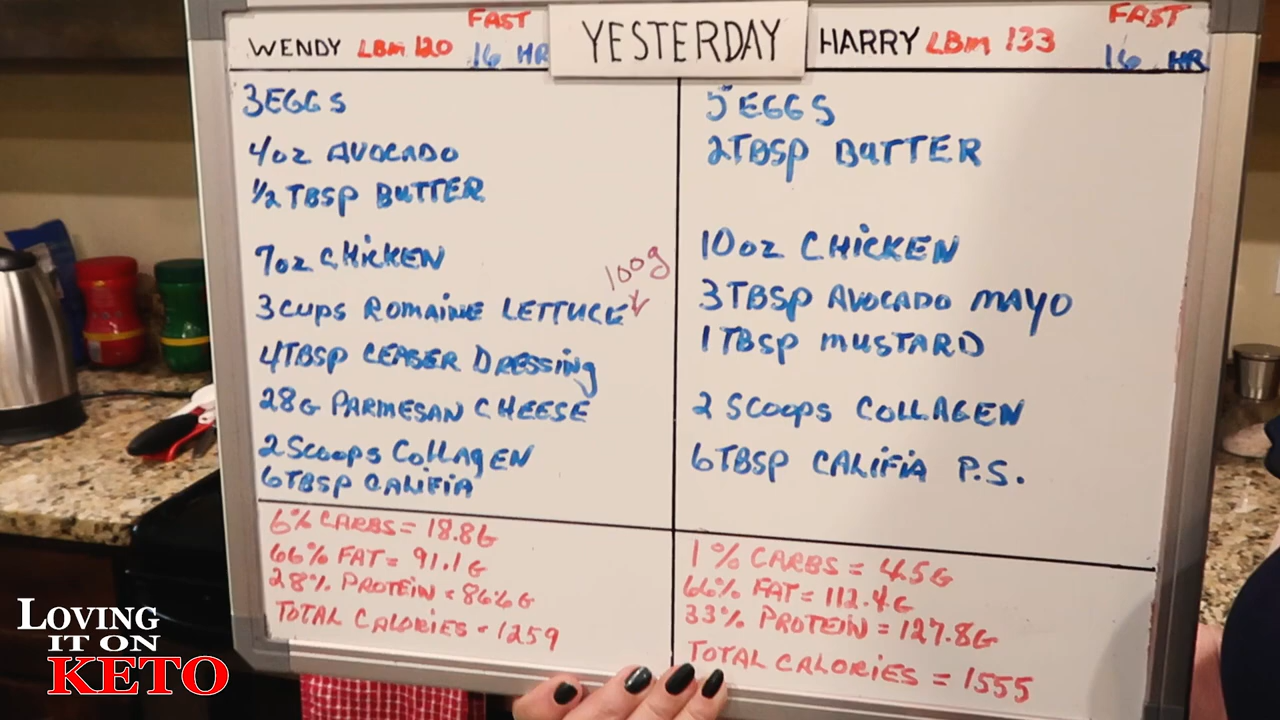 YESTERDAY
WENDY LBM 120 FAST 16 HR
3 EGGS
4OZ AVOCADO
1/2 TBSP BUTTER
7OZ CHICKEN
100g
3 CUPS ROMAINE LETTUCE
4TBSP CEASER DRESSING
28G PARMESAN CHEESE
2 SCOOPS COLLAGEN
6TBSP CALIFIA
6% CARBS = 18.8G
66% FAT = 91.1G
28% PROTEIN = 86.6G
TOTAL CALORIES = 1259
HARRY LBM 133 FAST 16 HR
5 EGGS
2TBSP BUTTER
10OZ CHICKEN
3TBSP AVOCADO MAYO
1TBSP MUSTARD
2 SCOOPS COLLAGEN
6TBSP CALIFIA P.S.
1% CARBS = 4.5G
66% FAT = 112.4G
33% PROTEIN = 127.8G
TOTAL CALORIES = 1555
LOVING
IT ON
KETO